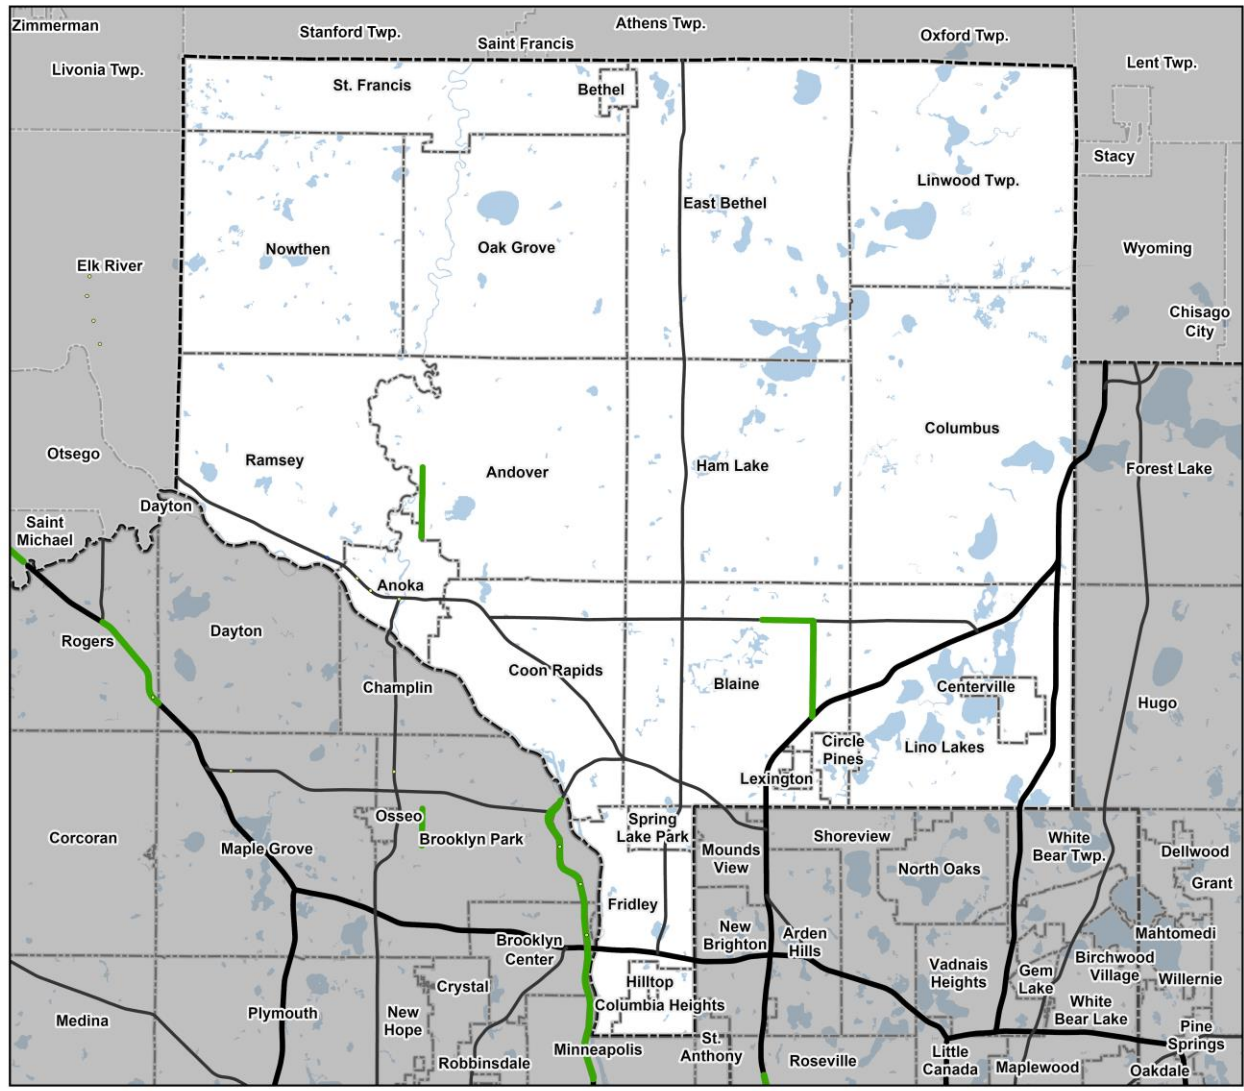 Zimmerman
Stanford Twp.
Athens Twp.
Saint Francis
Oxford Twp.
Livonia Twp.
Lent Twp.
St. Francis
Bethel
Stacy
Linwood Twp.
East Bethel
Nowthen
Oak Grove
Wyoming
Elk River
Chisago
City
Columbus
Otsego
Ramsey
Andover
Ham Lake
Forest Lake
Dayton
Saint
Michael
Anoka
Rogers
Dayton
Champlin
Coon Rapids
Blaine
Centerville
Hugo
Circle
Pines
Lino Lakes
Lexington
Osseo
Corcoran
Maple Grove
Brooklyn Park
Spring
Lake Park
Mounds
View
Shoreview
White
Bear Twp.
North Oaks
Dellwood
Grant
Fridley
New
Brighton
Arden
Hills
Mahtomedi
Brooklyn
Center
Vadnais
Heights
Gem
Lake
Birchwood
Village
Willernie
Crystal
Hilltop
Columbia Heights
White
Bear Lake
Medina
Plymouth
New
Hope
Pine
Springs
Robbinsdale
Minneapolis
St.
Anthony
Roseville
Little
Canada
Maplewood
Oakdale